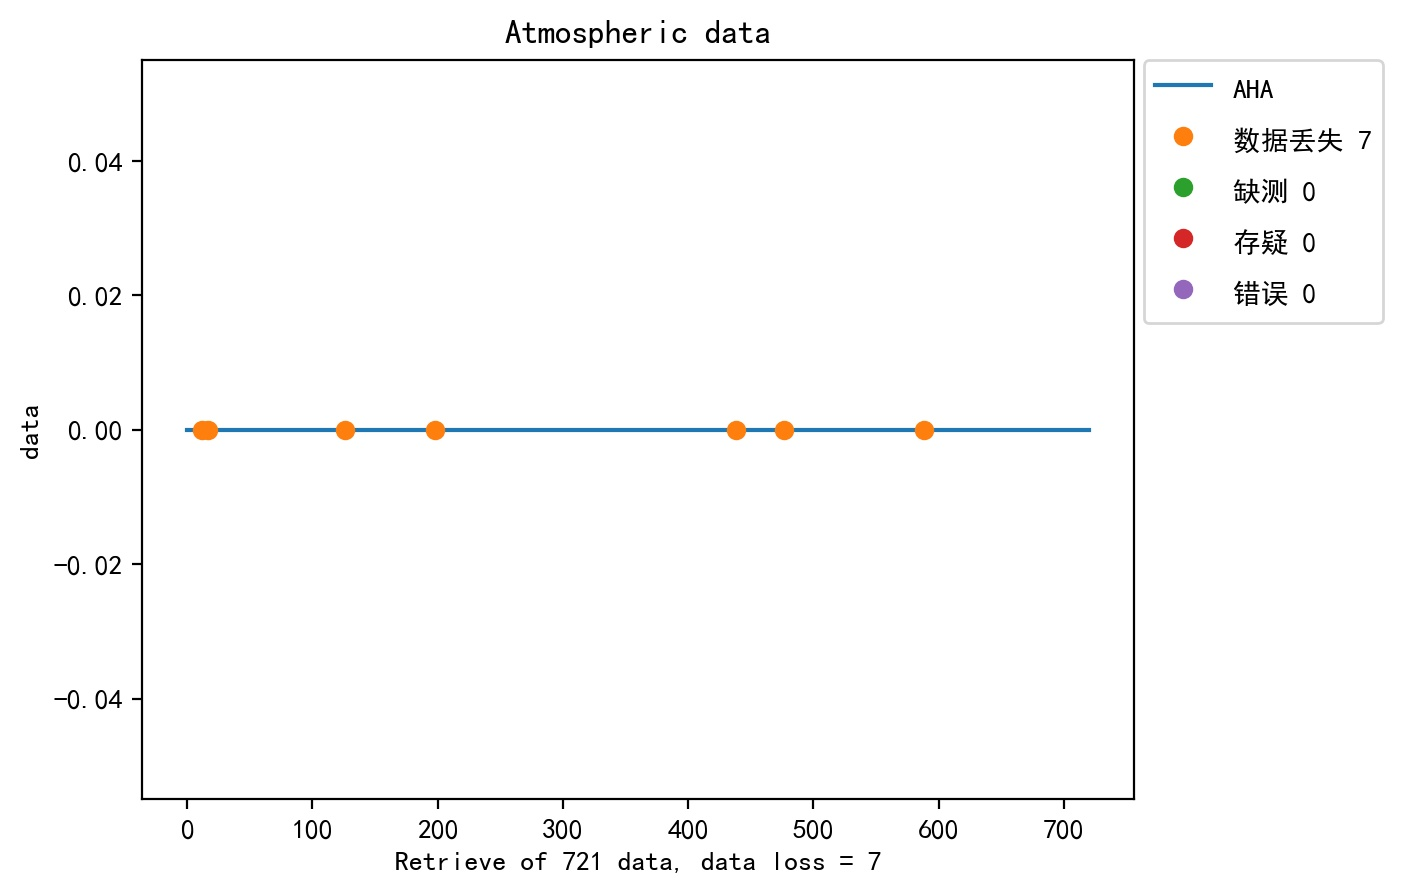 Atmospheric data
AHA
数据丢失 7
缺测 0
存疑 0
错误 0
0.04
0.02
0.00
-0.02
-0.04
data
0 100 200 300 400 500 600 700
Retrieve of 721 data, data loss = 7